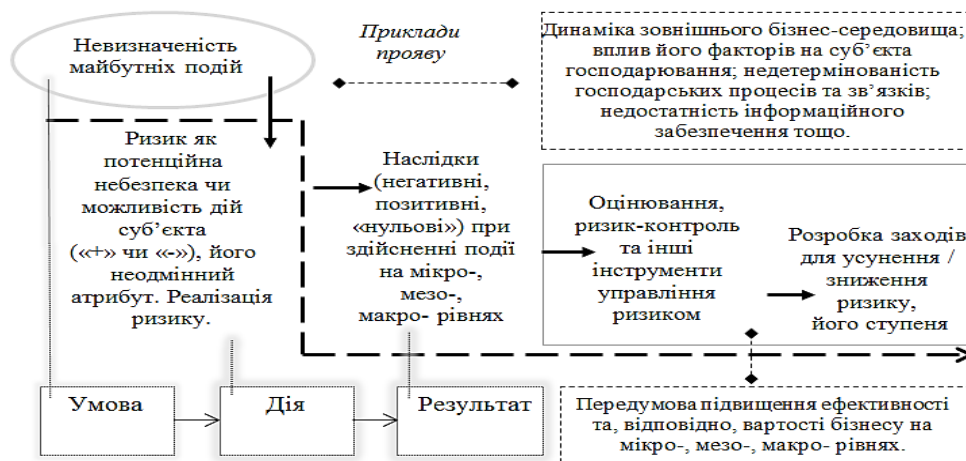 Невизначеність
майбутніх подій
Приклади
прояву
Динаміка зовнішнього бізнес-середовища;
вплив його факторів на суб’єкта
господарювання; недетермінованість
господарських процесів та зв’язків;
недостатність інформаційного
забезпечення тощо.
Ризик як
потенційна
небезпека чи
можливість дій
суб’єкта
(«+» чи «-»), його
неодмінний
атрибут. Реалізація
ризику.
Наслідки
(негативні,
позитивні,
«нульові») при
здійсненні події
на мікро-,
мезо-,
макро- рівнях
Оцінювання,
ризик-контроль
та інші
інструменти
управління
ризиком
Розробка заходів
для усунення /
зниження
ризику,
його ступеня
Умова
Дія
Результат
Передумова підвищення ефективності
та, відповідно, вартості бізнесу на
мікро-, мезо-, макро- рівнях.